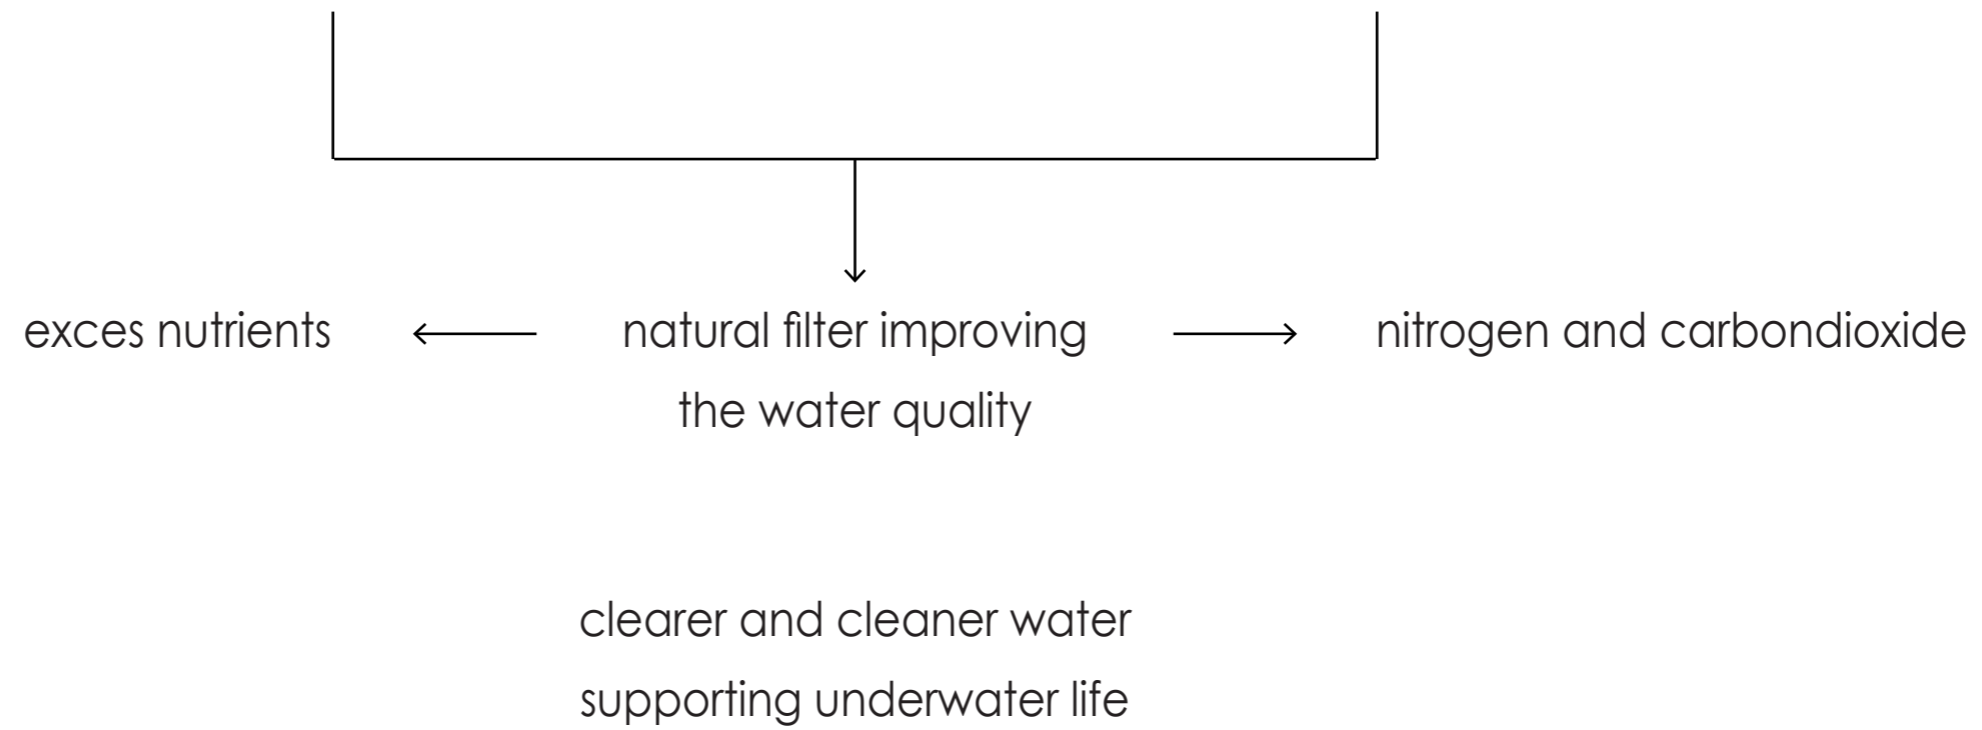 exces nutrients
natural filter improving
the water quality
nitrogen and carbondioxide
clearer and cleaner water
supporting underwater life